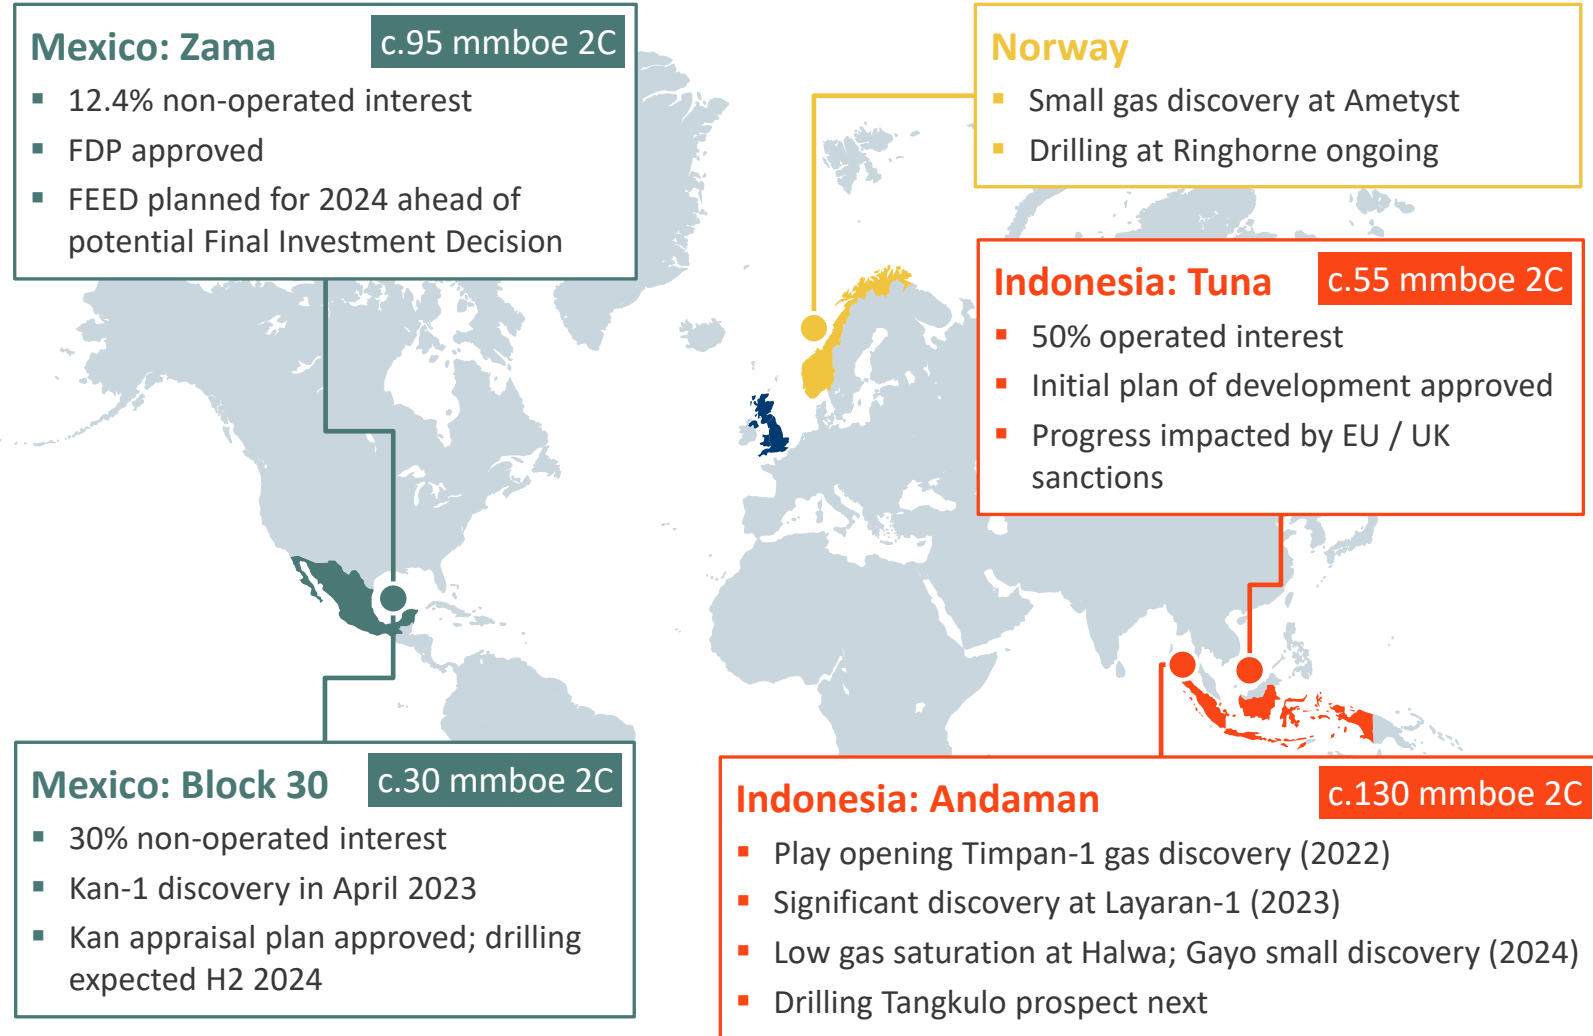 Mexico: Zama
c.95 mmboe 2C
▪ 12.4% non-operated interest
▪ FDP approved
▪ FEED planned for 2024 ahead of
potential Final Investment Decision
Norway
▪ Small gas discovery at Ametyst
▪ Drilling at Ringhorne ongoing
Indonesia: Tuna
c.55 mmboe 2C
▪ 50% operated interest
▪ Initial plan of development approved
▪ Progress impacted by EU / UK
sanctions
Mexico: Block 30
c.30 mmboe 2C
▪ 30% non-operated interest
▪ Kan-1 discovery in April 2023
▪ Kan appraisal plan approved; drilling
expected H2 2024
Indonesia: Andaman
c.130 mmboe 2C
▪ Play opening Timpan-1 gas discovery (2022)
▪ Significant discovery at Layaran-1 (2023)
▪ Low gas saturation at Halwa; Gayo small discovery (2024)
▪ Drilling Tangkulo prospect next